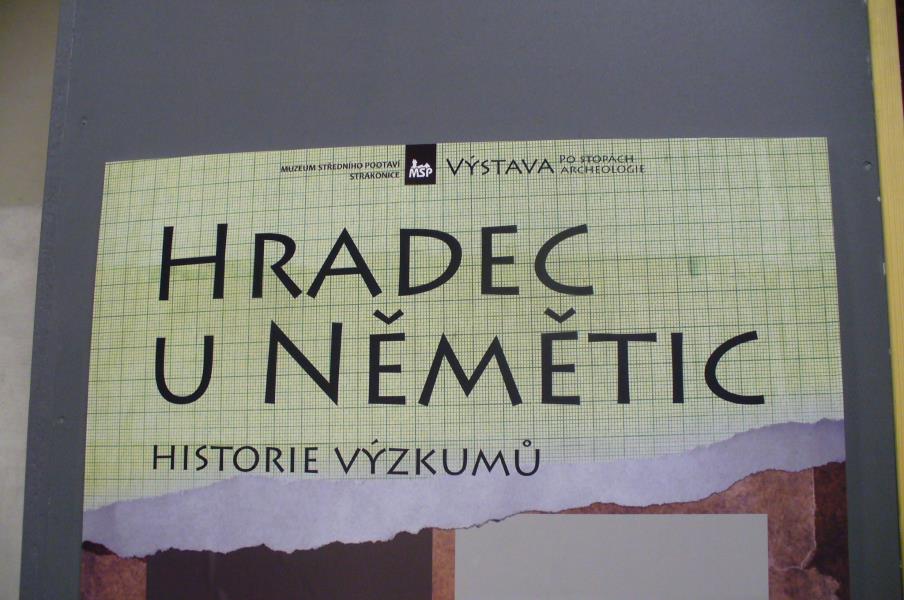 MUZEUM STŘEDNÍHO POOTAVÍ
STRAKONICE
MSP
VÝSTAVA PO STOPÁCH
ARCHEOLOGIE
HRADEC
U NĚMĚTIC
HISTORIE VÝZKUMŮ